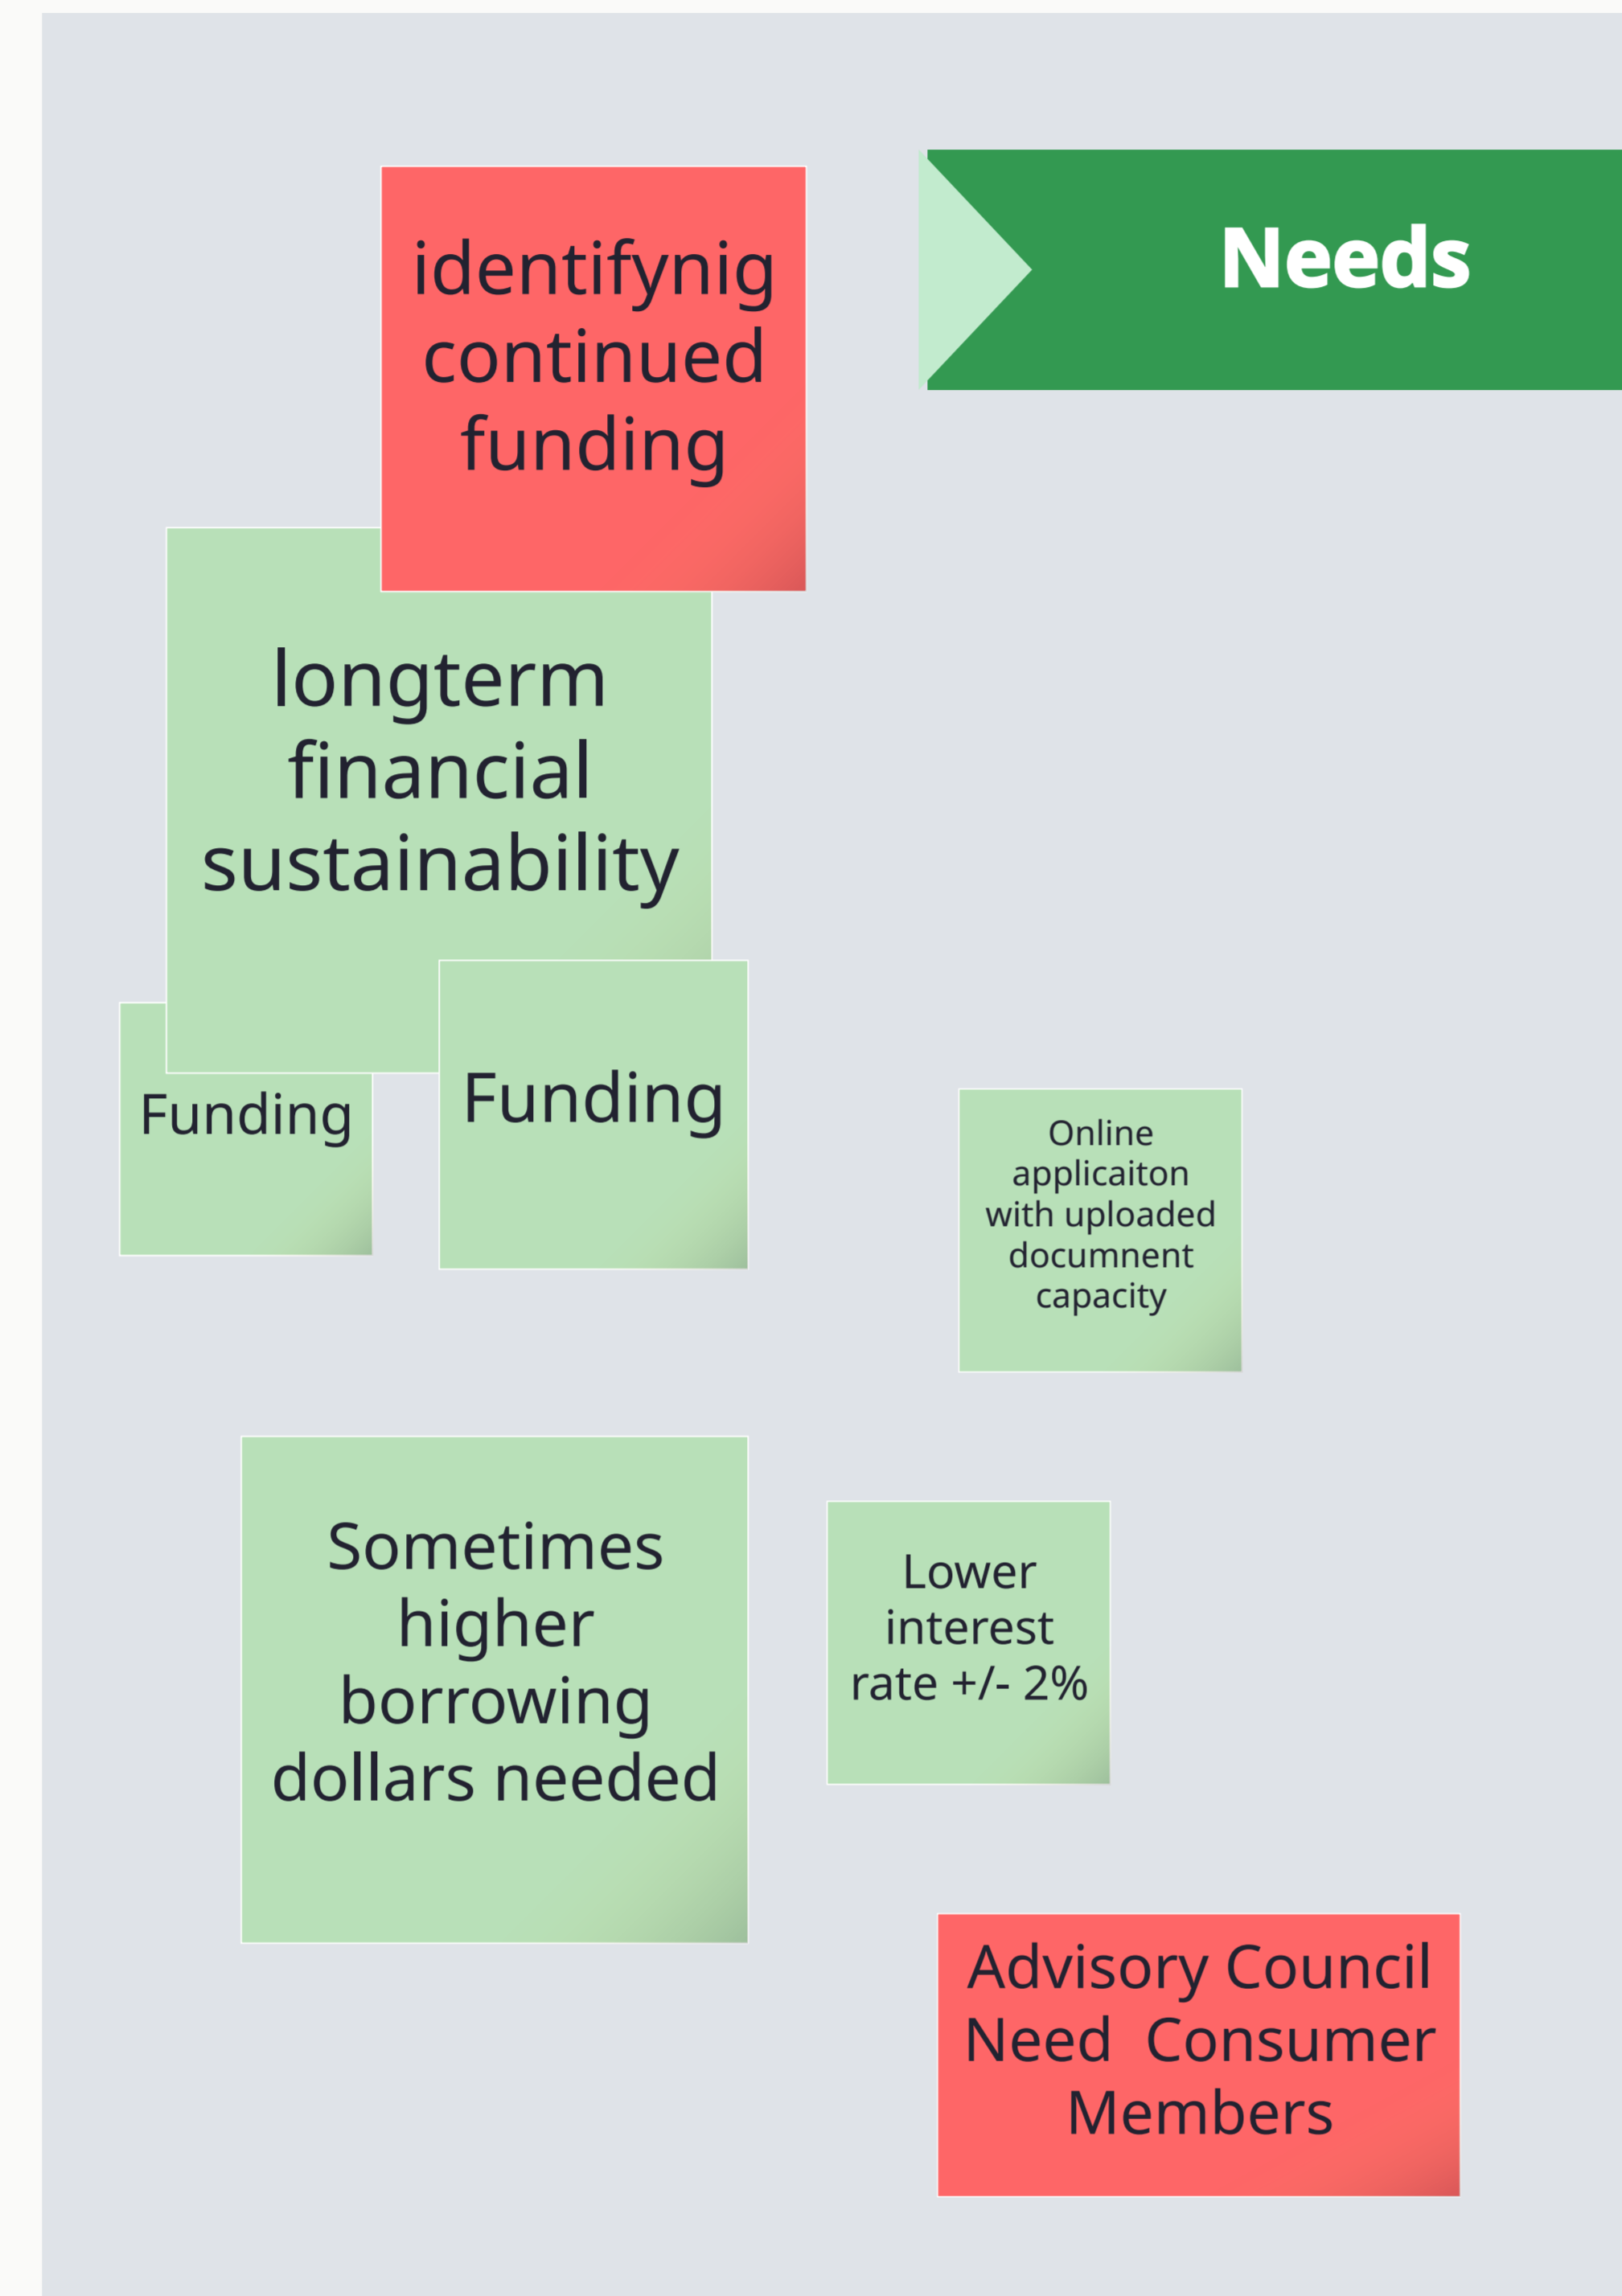 Needs
identifynig
continued
funding
longterm
financial
sustainability
Funding
Funding
Online
applicaiton
with uploaded
documnent
capacity
Sometimes
higher
borrowing
dollars needed
Lower
interest
rate +/- 2%
Advisory Council
Need  Consumer
Members